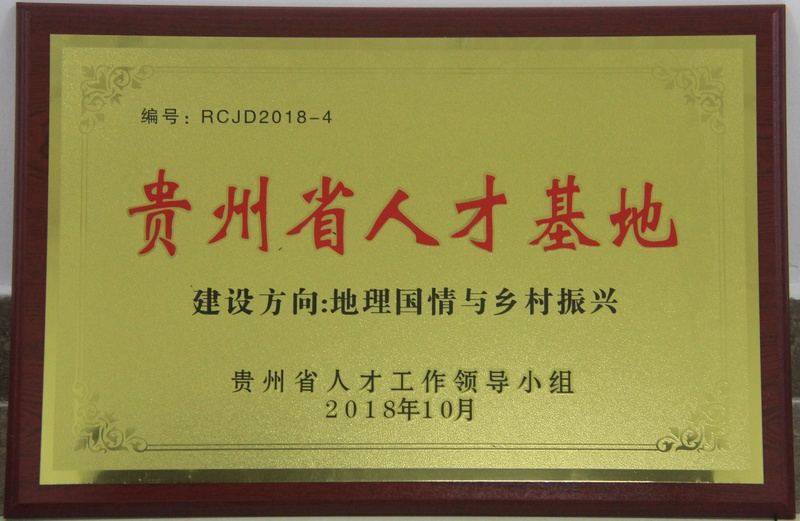 编号：RCJD2018-4
贵州省人才基地
建设方向:地理国情与乡村振兴
贵州省人才工作领导小组
2018年10月